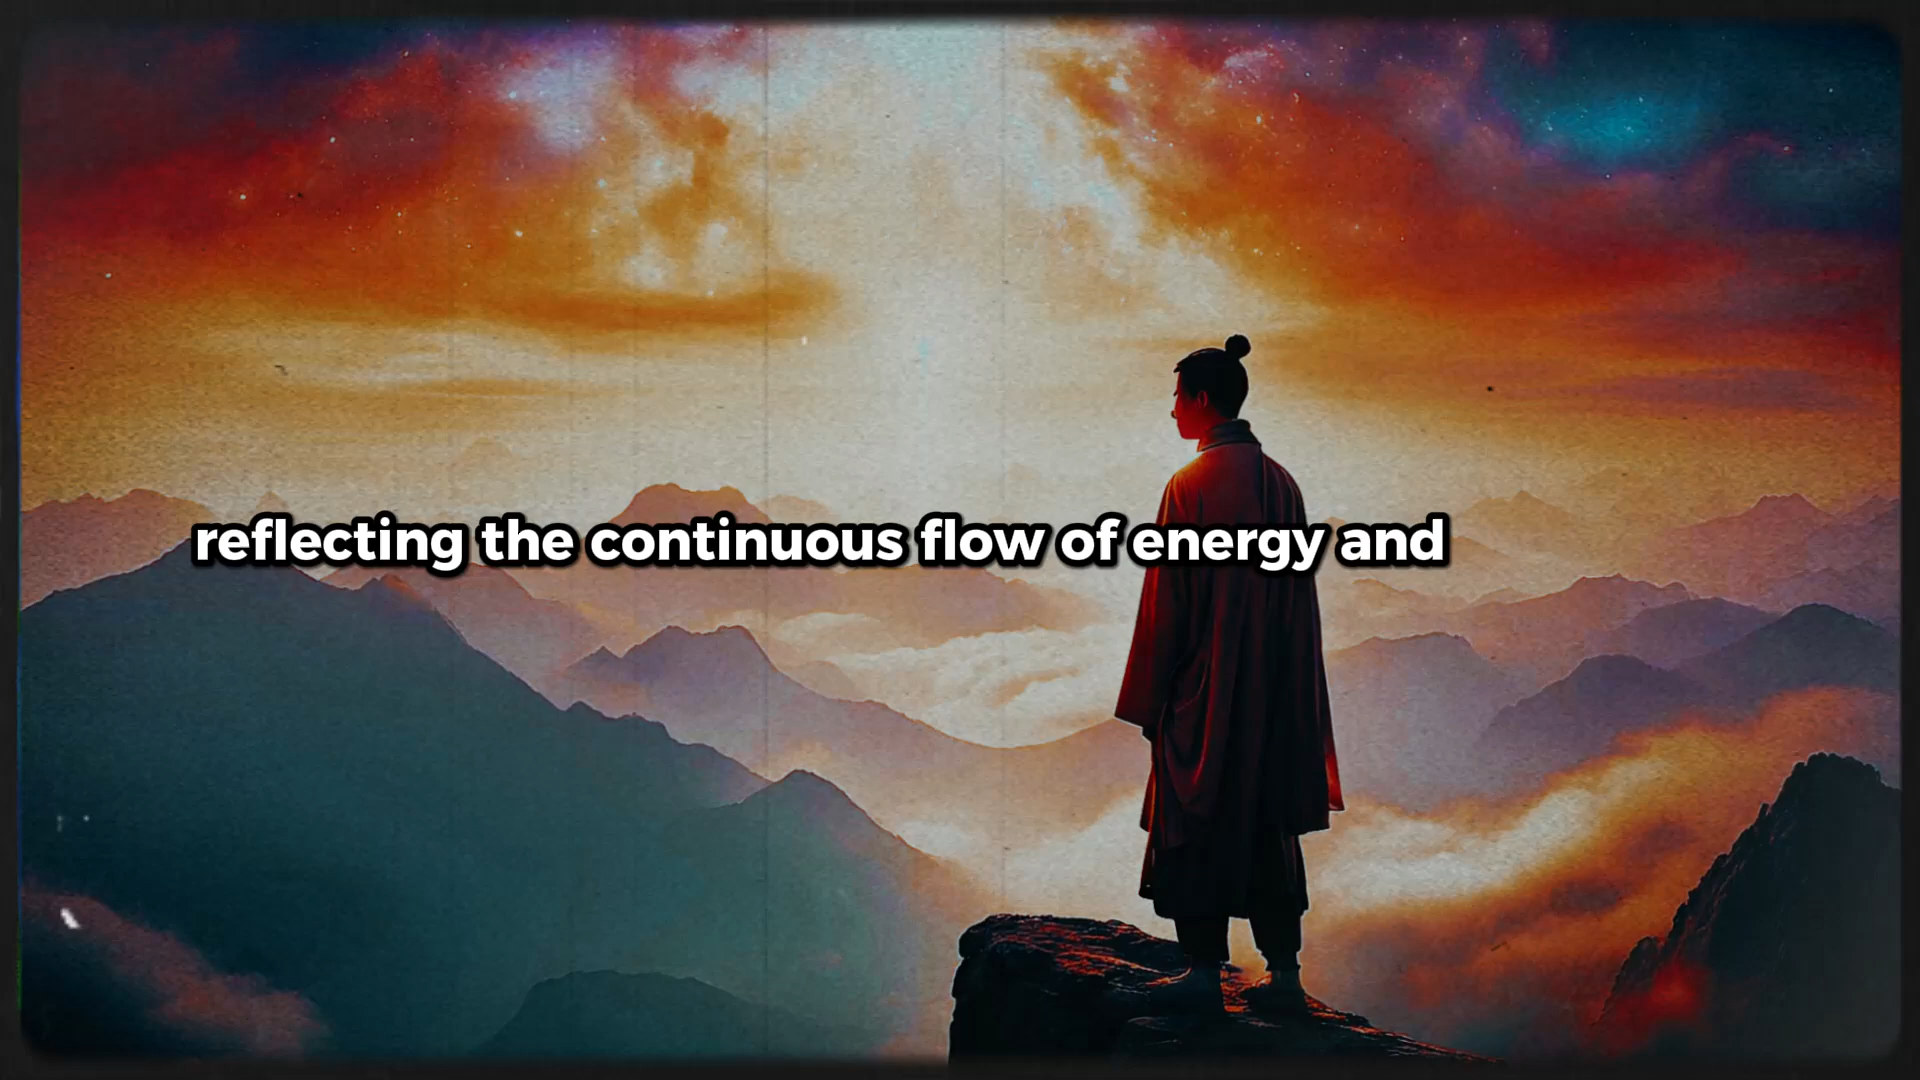 reflecting the continuous flow of energy and